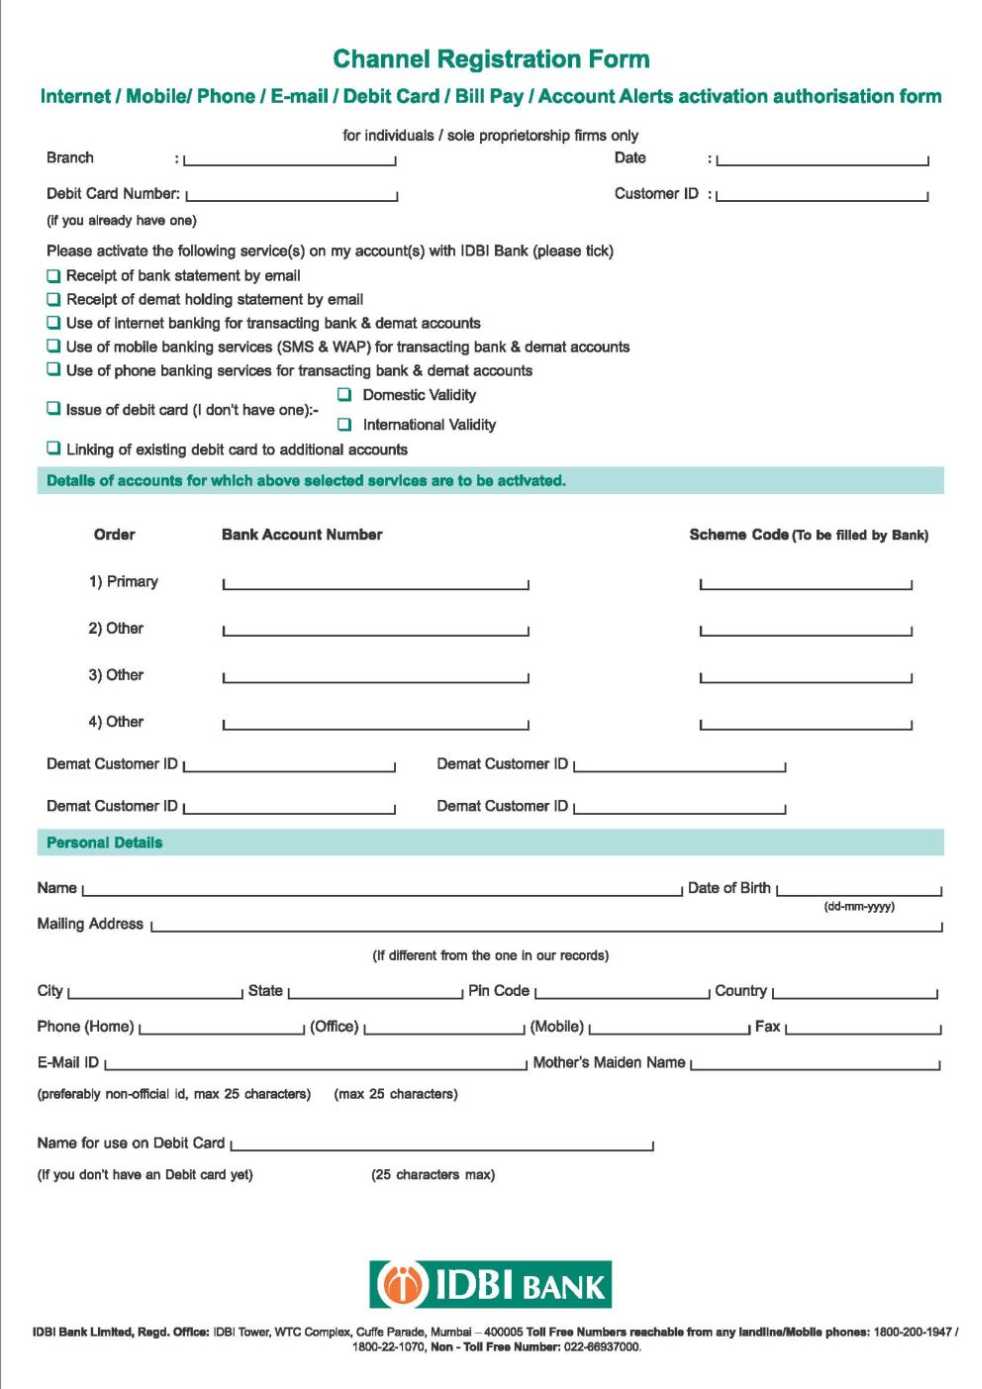 Channel Registration Form
Internet / Mobile/ Phone / E-mail / Debit Card / Bill Pay / Account Alerts activation authorisation form
for individuals / sole proprietorship firms only
Branch : Date :
Debit Card Number: Customer ID :
(if you already have one)
Please activate the following service(s) on my account(s) with IDBI Bank (please tick)
Receipt of bank statement by email
Receipt of demat holding statement by email
Use of internet banking for transacting bank & demat accounts
Use of mobile banking services (SMS & WAP) for transacting bank & demat accounts
Use of phone banking services for transacting bank & demat accounts
Domestic Validity
Issue of debit card (I don't have one):-
International Validity
Linking of existing debit card to additional accounts
Details of accounts for which above selected services are to be activated.
Order Bank Account Number Scheme Code (To be filled by Bank)
1) Primary
2) Other
3) Other
4) Other
Demat Customer ID Demat Customer ID
Demat Customer ID Demat Customer ID
Personal Details
Name Date of Birth
(dd-mm-yyyy)
Mailing Address
(If different from the one in our records)
City State Pin Code Country
Phone (Home) (Office) (Mobile) Fax
E-Mail ID Mother's Maiden Name
(preferably non-official id, max 25 characters) (max 25 characters)
Name for use on Debit Card
(If you don't have an Debit card yet) (25 characters max)
IDBI BANK
IDBI Bank Limited, Regd. Office: IDBI Tower, WTC Complex, Cuffe Parade, Mumbai – 400005 Toll Free Numbers reachable from any landline/Mobile phones: 1800-200-1947 /
1800-22-1070, Non - Toll Free Number: 022-66937000.